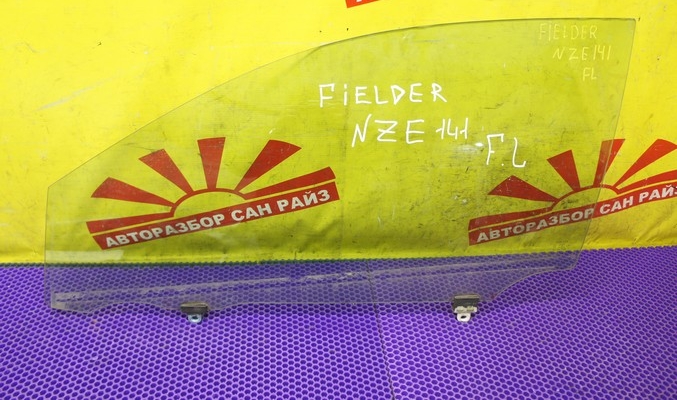 FIELDER
NZE141
FL
FiELDER
NZE 141 F.L
АВТОРАЗБОР САН РАЙЗ
АВТОРАЗБОР САН РАЙЗ